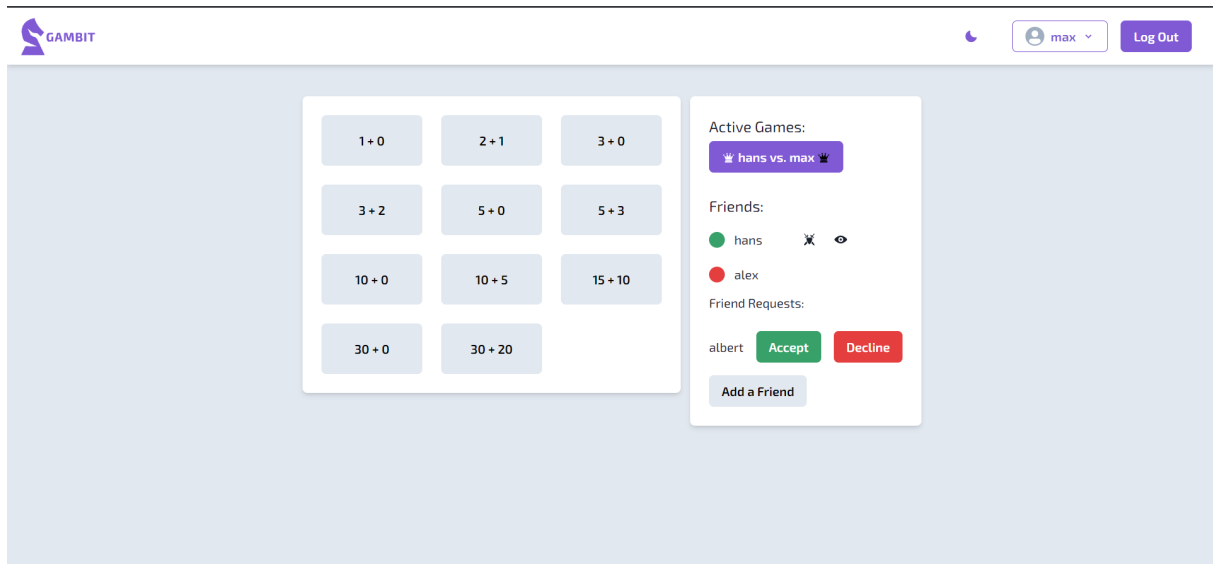 GAMBIT
max
Log Out
1 + 0
2 + 1
3 + 0
3 + 2
5 + 0
5 + 3
10 + 0
10 + 5
15 + 10
30 + 0
30 + 20
Active Games:
hans vs. max
Friends:
hans
alex
Friend Requests:
albert Accept Decline
Add a Friend